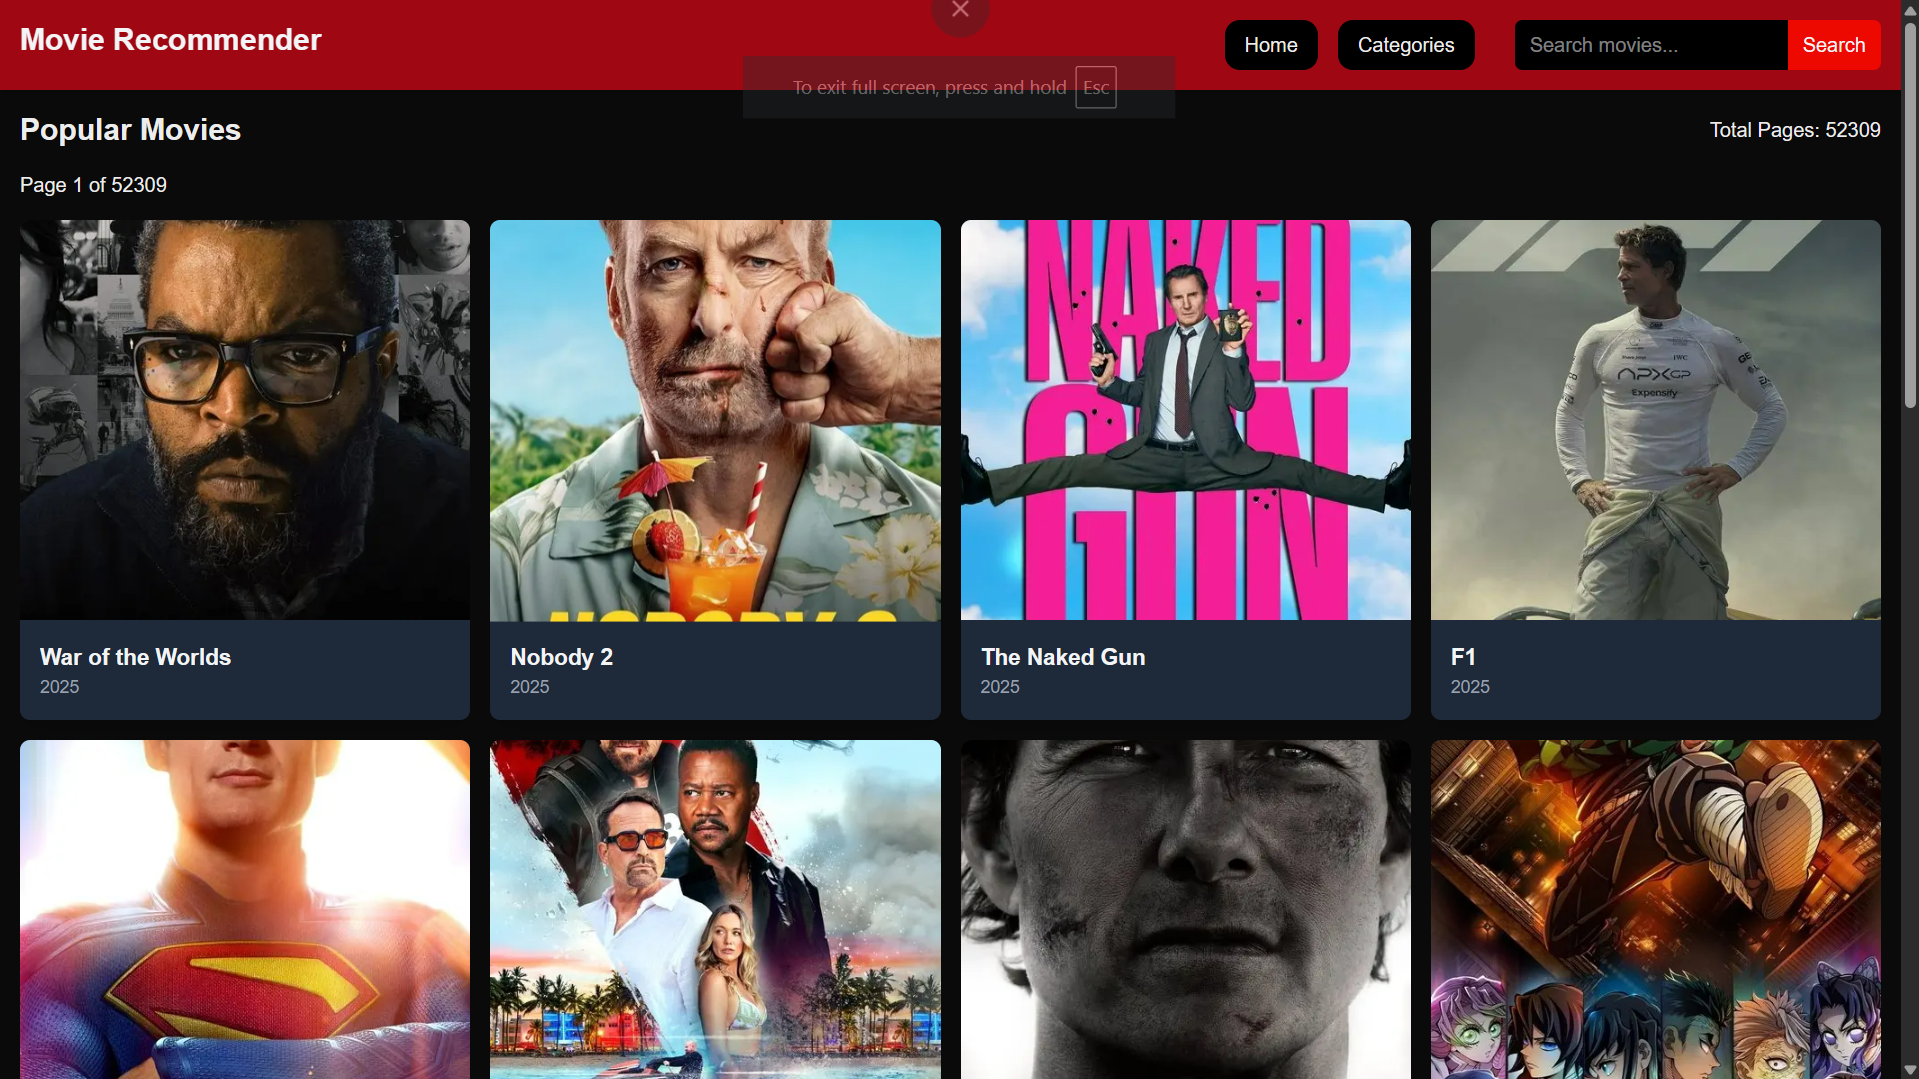 Movie Recommender
Home
Categories
Search movies...
Search
To exit full screen, press and hold Esc
Popular Movies
Total Pages: 52309
Page 1 of 52309
NAKED
GUN
APXGP
IWC
Expensify
War of the Worlds
2025
Nobody 2
2025
The Naked Gun
2025
F1
2025